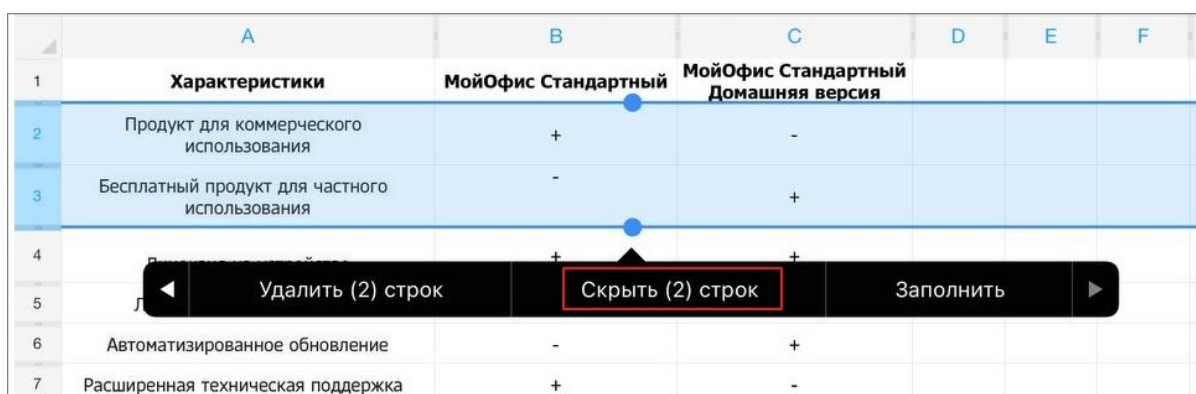 A B C D E F
1 Характеристики МойОфис Стандартный МойОфис Стандартный
Домашняя версия
2 Продукт для коммерческого
использования + -
3 Бесплатный продукт для частного
использования - +
4 + +
Удалить (2) строк Скрыть (2) строк Заполнить
5
6 Автоматизированное обновление - +
7 Расширенная техническая поддержка + -